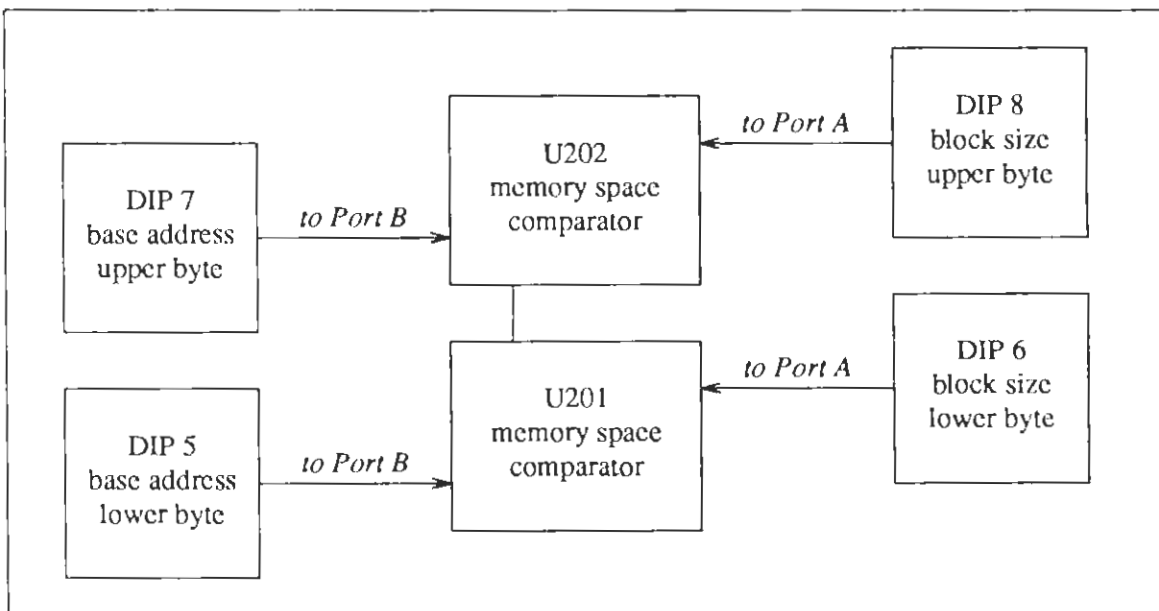 DIP 7
base address
upper byte
to Port B
U202
memory space
comparator
to Port A
DIP 8
block size
upper byte
DIP 5
base address
lower byte
to Port B
U201
memory space
comparator
to Port A
DIP 6
block size
lower byte